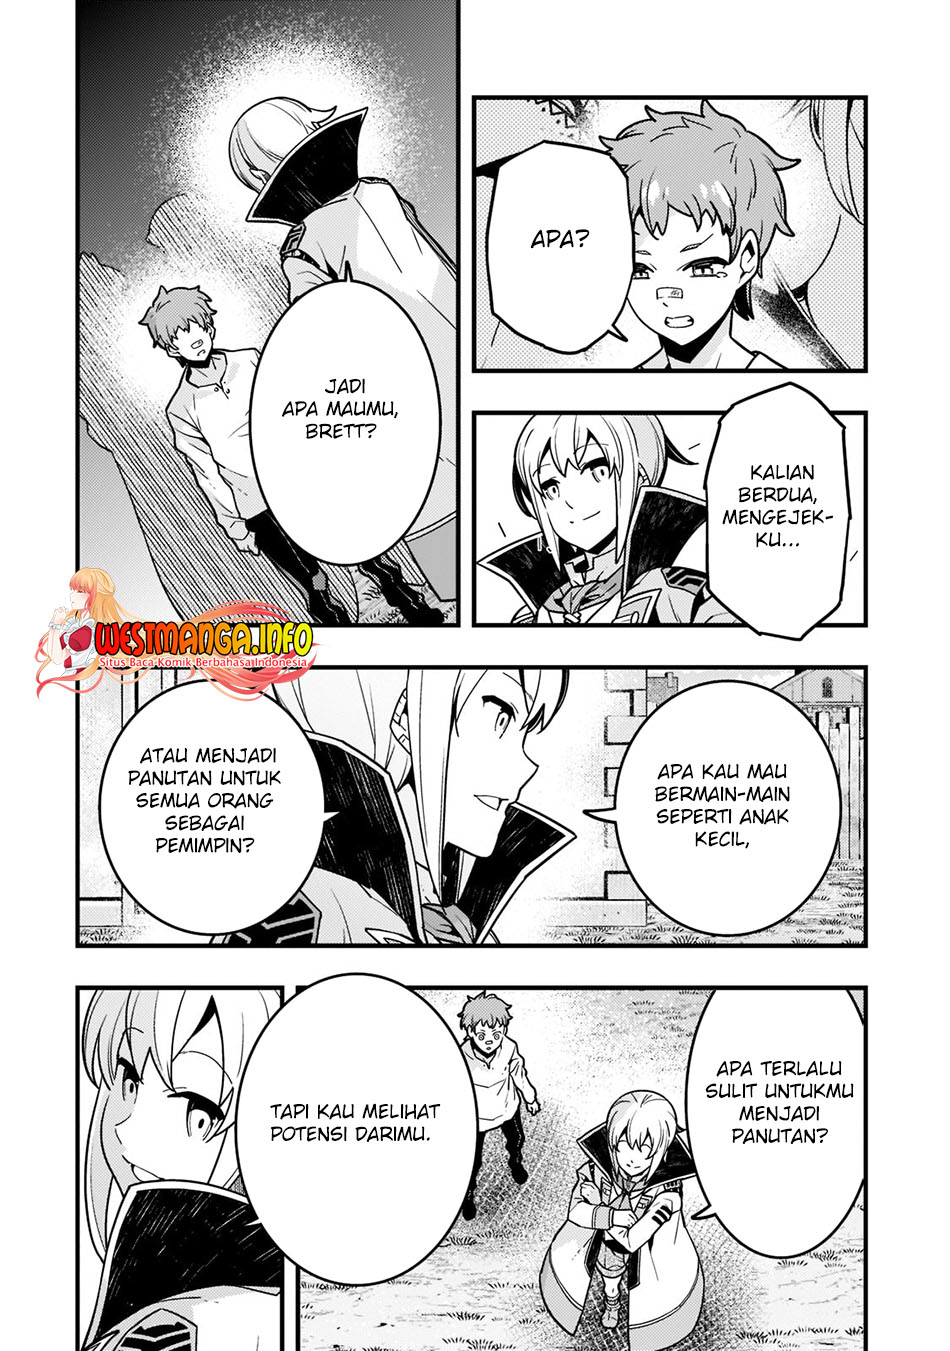 APA?
KALIAN
BERDUA,
MENGEJEK-
KU...
JADI
APA MAUMU,
BRETT?
WESTMANGA.INFO
SITUS BACA KOMIK BERBAHASA INDONESIA
APA KAU MAU
BERMAIN-MAIN
SEPERTI ANAK
KECIL,
ATAU MENJADI
PANUTAN UNTUK
SEMUA ORANG
SEBAGAI
PEMIMPIN?
APA TERLALU
SULIT UNTUKMU
MENJADI
PANUTAN?
TAPI KAU MELIHAT
POTENSI DARIMU.